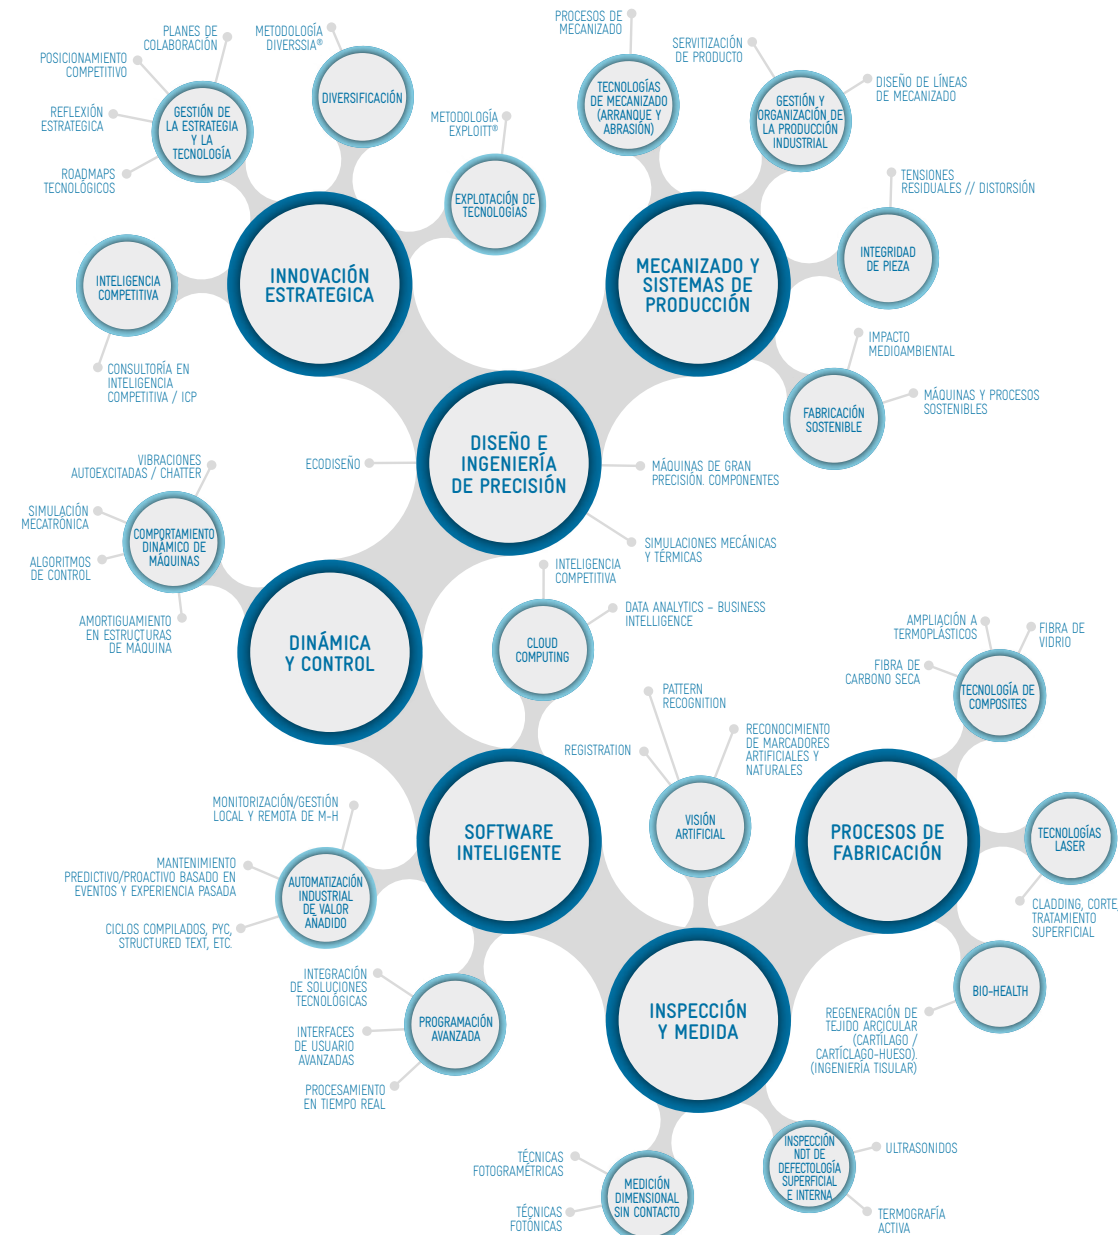 PLANES DE
COLABORACIÓN
POSICIONAMIENTO
COMPETITIVO
REFLEXIÓN
ESTRATEGICA
ROADMAPS
TECNOLÓGICOS
GESTIÓN DE
LA ESTRATEGIA
Y LA
TECNOLOGÍA
METODOLOGÍA
DIVERSSIA®
DIVERSIFICACIÓN
METODOLOGÍA
EXPLOITT®
EXPLOTACIÓN DE
TECNOLOGÍAS
INTELIGENCIA
COMPETITIVA
CONSULTORÍA EN
INTELIGENCIA
COMPETITIVA / ICP
INNOVACIÓN
ESTRATEGICA
PROCESOS DE
MECANIZADO
TECNOLOGÍAS
DE MECANIZADO
(ARRANQUE Y
ABRASIÓN)
SERVITIZACIÓN
DE PRODUCTO
DISEÑO DE LÍNEAS
DE MECANIZADO
GESTIÓN Y
ORGANIZACIÓN DE
LA PRODUCCIÓN
INDUSTRIAL
TENSIONES
RESIDUALES // DISTORSIÓN
INTEGRIDAD
DE PIEZA
MECANIZADO Y
SISTEMAS DE
PRODUCCIÓN
IMPACTO
MEDIOAMBIENTAL
MÁQUINAS Y PROCESOS
SOSTENIBLES
FABRICACIÓN
SOSTENIBLE
ECODISEÑO
DISEÑO E
INGENIERÍA
DE PRECISIÓN
MÁQUINAS DE GRAN
PRECISIÓN. COMPONENTES
SIMULACIONES MECÁNICAS
Y TÉRMICAS
VIBRACIONES
AUTOEXCITADAS / CHATTER
SIMULACIÓN
MECATRÓNICA
ALGORITMOS
DE CONTROL
AMORTIGUAMIENTO
EN ESTRUCTURAS
DE MÁQUINA
COMPORTAMIENTO
DINÁMICO DE
MÁQUINAS
DINÁMICA
Y CONTROL
INTELIGENCIA
COMPETITIVA
DATA ANALYTICS - BUSINESS
INTELLIGENCE
CLOUD
COMPUTING
AMPLIACIÓN A
TERMOPLÁSTICOS
FIBRA DE
VIDRIO
FIBRA DE
CARBONO SECA
TECNOLOGÍA DE
COMPOSITES
PATTERN
RECOGNITION
REGISTRATION
RECONOCIMIENTO
DE MARCADORES
ARTIFICIALES Y
NATURALES
VISIÓN
ARTIFICIAL
SOFTWARE
INTELIGENTE
PROCESOS DE
FABRICACIÓN
TECNOLOGÍAS
LASER
CLADDING, CORTE,
TRATAMIENTO
SUPERFICIAL
MONITORIZACIÓN/GESTIÓN
LOCAL Y REMOTA DE M-H
MANTENIMIENTO
PREDICTIVO/PROACTIVO BASADO EN
EVENTOS Y EXPERIENCIA PASADA
CICLOS COMPILADOS, PYC,
STRUCTURED TEXT, ETC.
AUTOMATIZACIÓN
INDUSTRIAL
DE VALOR
AÑADIDO
INTEGRACIÓN
DE SOLUCIONES
TECNOLÓGICAS
INTERFACES
DE USUARIO
AVANZADAS
PROCESAMIENTO
EN TIEMPO REAL
PROGRAMACIÓN
AVANZADA
INSPECCIÓN
Y MEDIDA
BIO-HEALTH
REGENERACIÓN DE
TEJIDO ARCICULAR
(CARTÍLAGO /
CARTÍCLAGO-HUESO).
(INGENIERÍA TISULAR)
TÉCNICAS
FOTOGRAMÉTRICAS
TÉCNICAS
FOTÓNICAS
MEDICIÓN
DIMENSIONAL
SIN CONTACTO
INSPECCIÓN
NDT DE
DEFECTOLOGÍA
SUPERFICIAL
E INTERNA
ULTRASONIDOS
TERMOGRAFÍA
ACTIVA